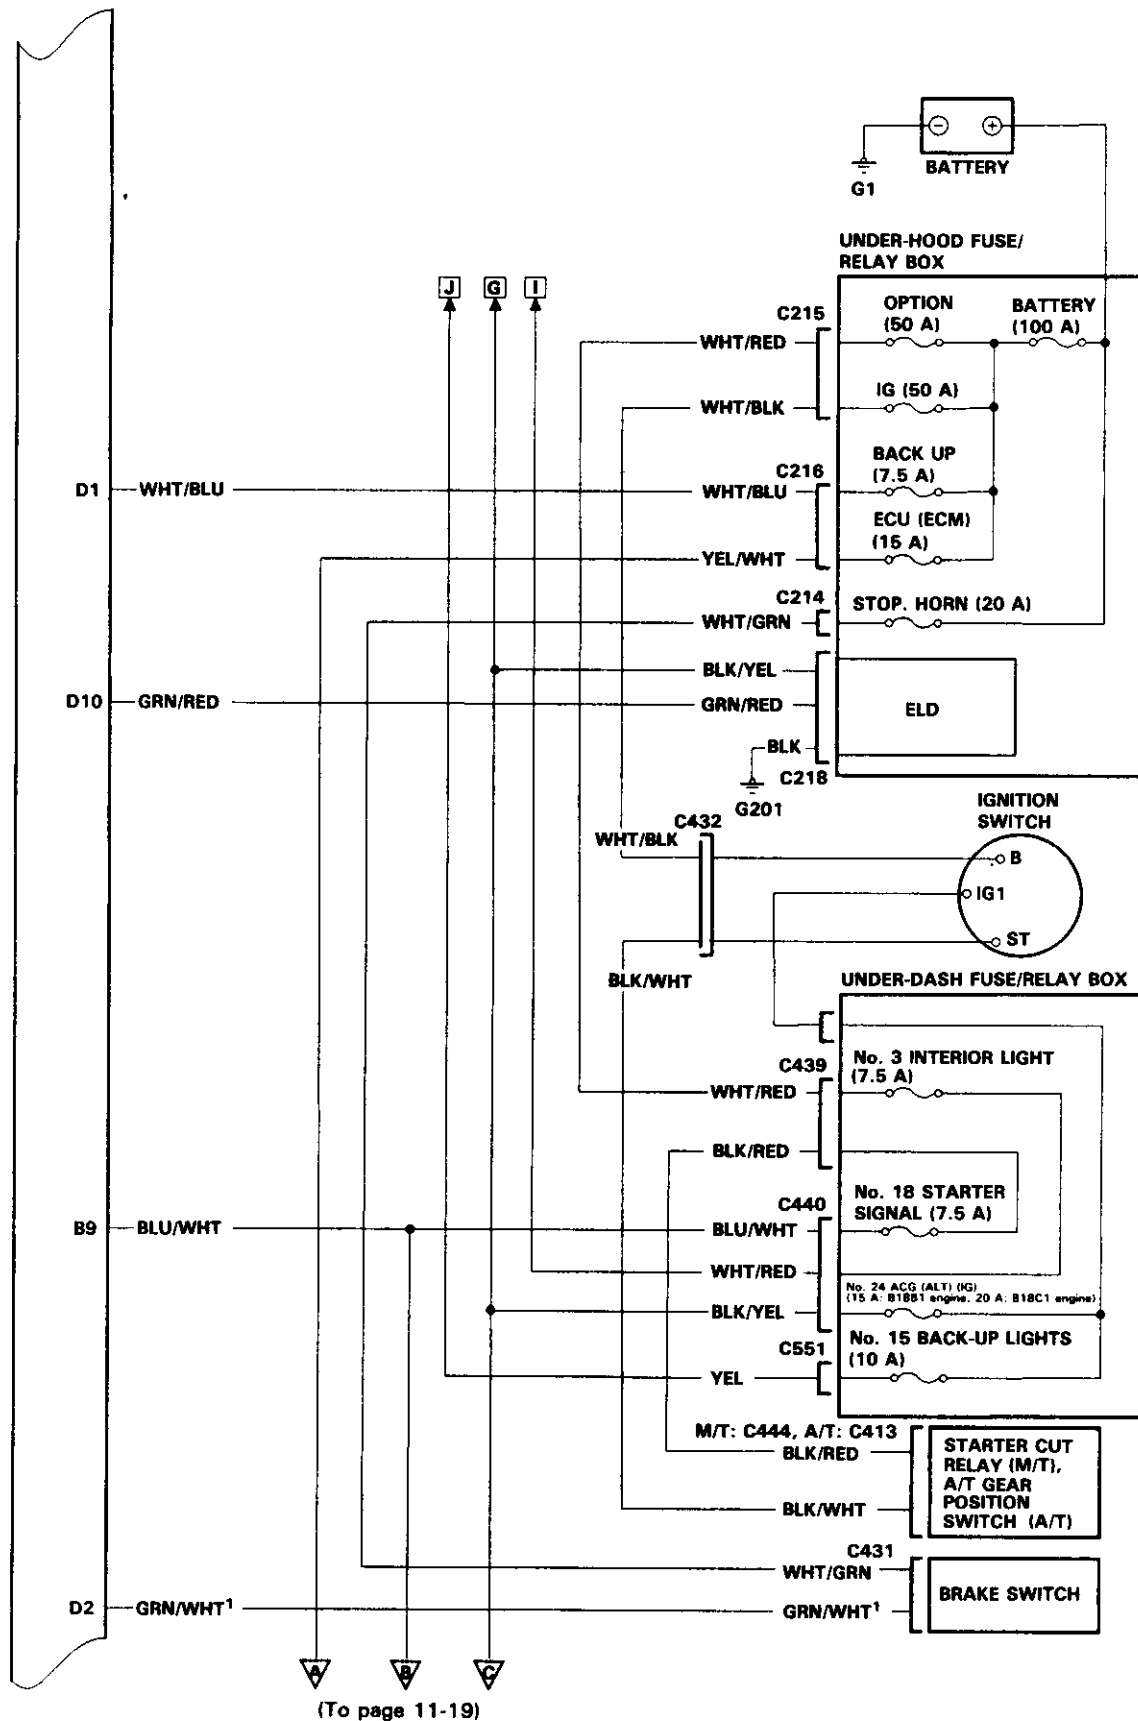 BATTERY
G1
UNDER-HOOD FUSE/
RELAY BOX
J
G
I
C215
OPTION
(50 A)
BATTERY
(100 A)
WHT/RED
WHT/BLK
IG (50 A)
C216
BACK UP
(7.5 A)
D1
WHT/BLU
WHT/BLU
ECU (ECM)
(15 A)
YEL/WHT
C214
STOP. HORN (20 A)
WHT/GRN
BLK/YEL
D10
GRN/RED
GRN/RED
ELD
BLK
C218
G201
IGNITION
SWITCH
C432
WHT/BLK
B
IG1
ST
BLK/WHT
UNDER-DASH FUSE/RELAY BOX
C439
No. 3 INTERIOR LIGHT
(7.5 A)
WHT/RED
BLK/RED
C440
No. 18 STARTER
SIGNAL (7.5 A)
B9
BLU/WHT
BLU/WHT
WHT/RED
No. 24 ACG (ALT) (IG)
(15 A: B18B1 engine, 20 A: B18C1 engine)
BLK/YEL
C551
No. 15 BACK-UP LIGHTS
(10 A)
YEL
M/T: C444, A/T: C413
BLK/RED
BLK/WHT
STARTER CUT
RELAY (M/T),
A/T GEAR
POSITION
SWITCH (A/T)
C431
WHT/GRN
D2
GRN/WHT¹
GRN/WHT¹
BRAKE SWITCH
A
B
C
(To page 11-19)